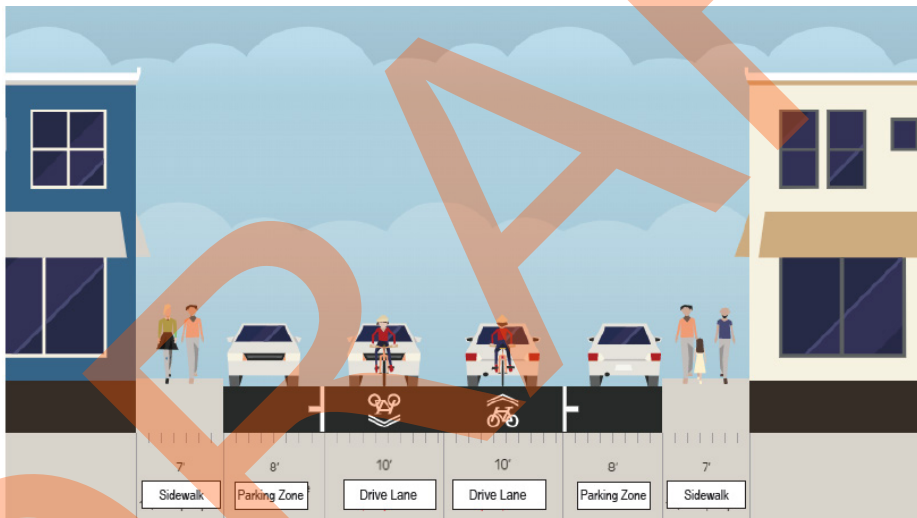 7' 8' 10' 10' 8' 7'
Sidewalk Parking Zone Drive Lane Drive Lane Parking Zone Sidewalk